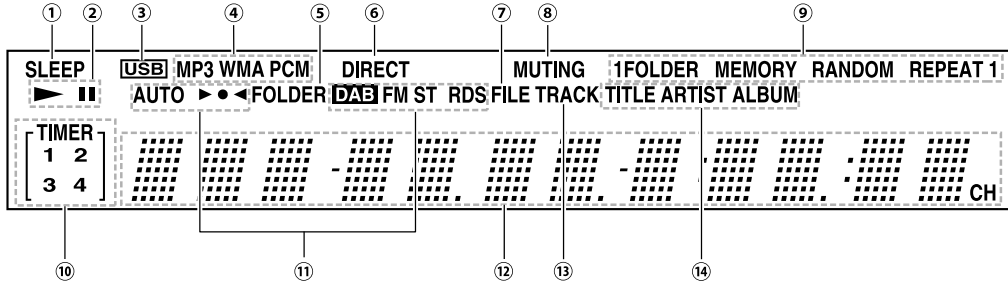 ① ② ③ ④ ⑤ ⑥ ⑦ ⑧ ⑨
SLEEP USB MP3 WMA PCM DIRECT MUTING 1FOLDER MEMORY RANDOM REPEAT 1
AUTO ►●◄ FOLDER DAB FM ST RDS FILE TRACK TITLE ARTIST ALBUM
TIMER
1 2
3 4
CH
⑩ ⑪ ⑫ ⑬ ⑭